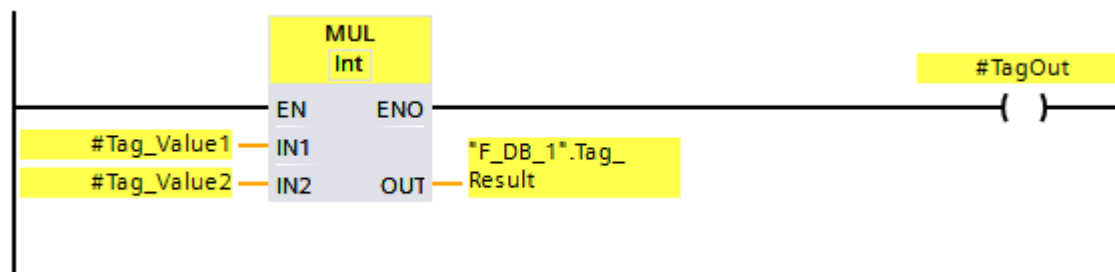 MUL
Int
#TagOut
EN ENO
#Tag_Value1 IN1
"F_DB_1".Tag_
#Tag_Value2 IN2 OUT Result